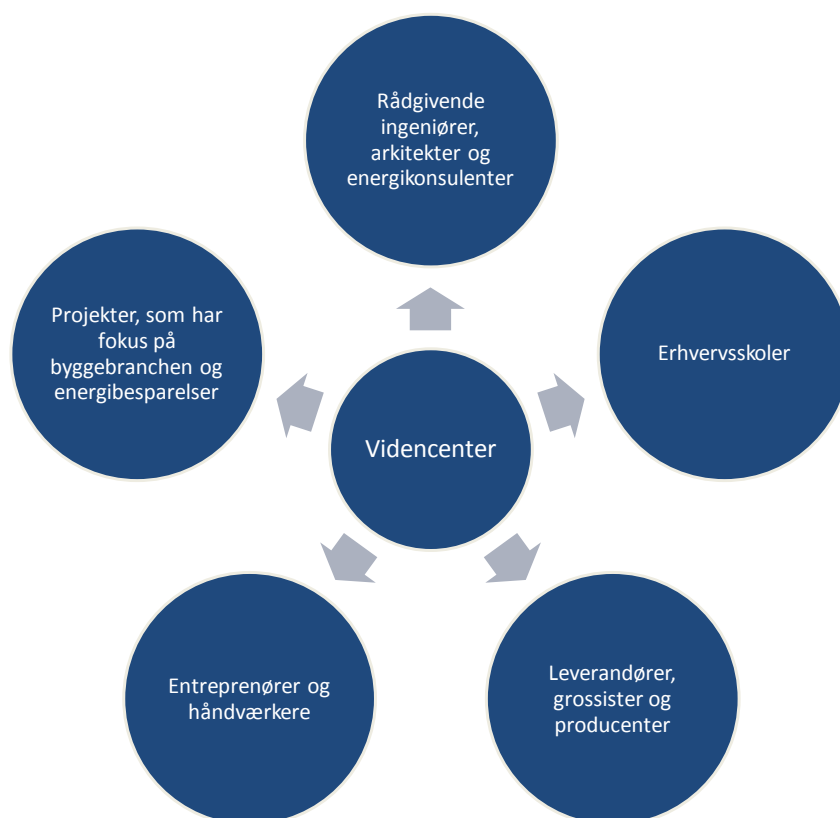 Rådgivende
ingeniører,
arkitekter og
energikonsulenter
Projekter, som har
fokus på
byggebranchen og
energibesparelser
Erhvervsskoler
Videncenter
Entreprenører og
håndværkere
Leverandører,
grossister og
producenter